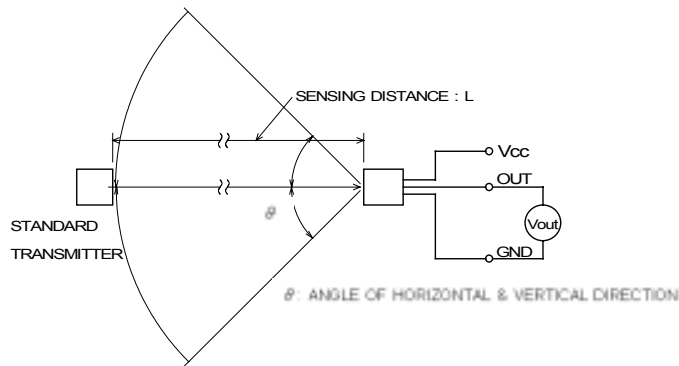 SENSING DISTANCE : L
Vcc
OUT
θ
STANDARD
TRANSMITTER
Vout
GND
θ: ANGLE OF HORIZONTAL & VERTICAL DIRECTION